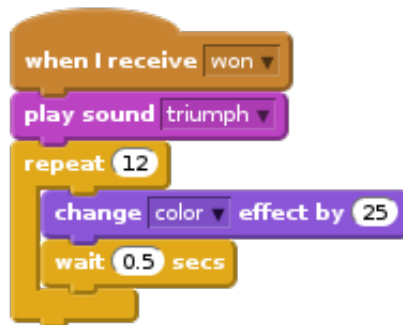 when I receive won
play sound triumph
repeat 12
change color effect by 25
wait 0.5 secs